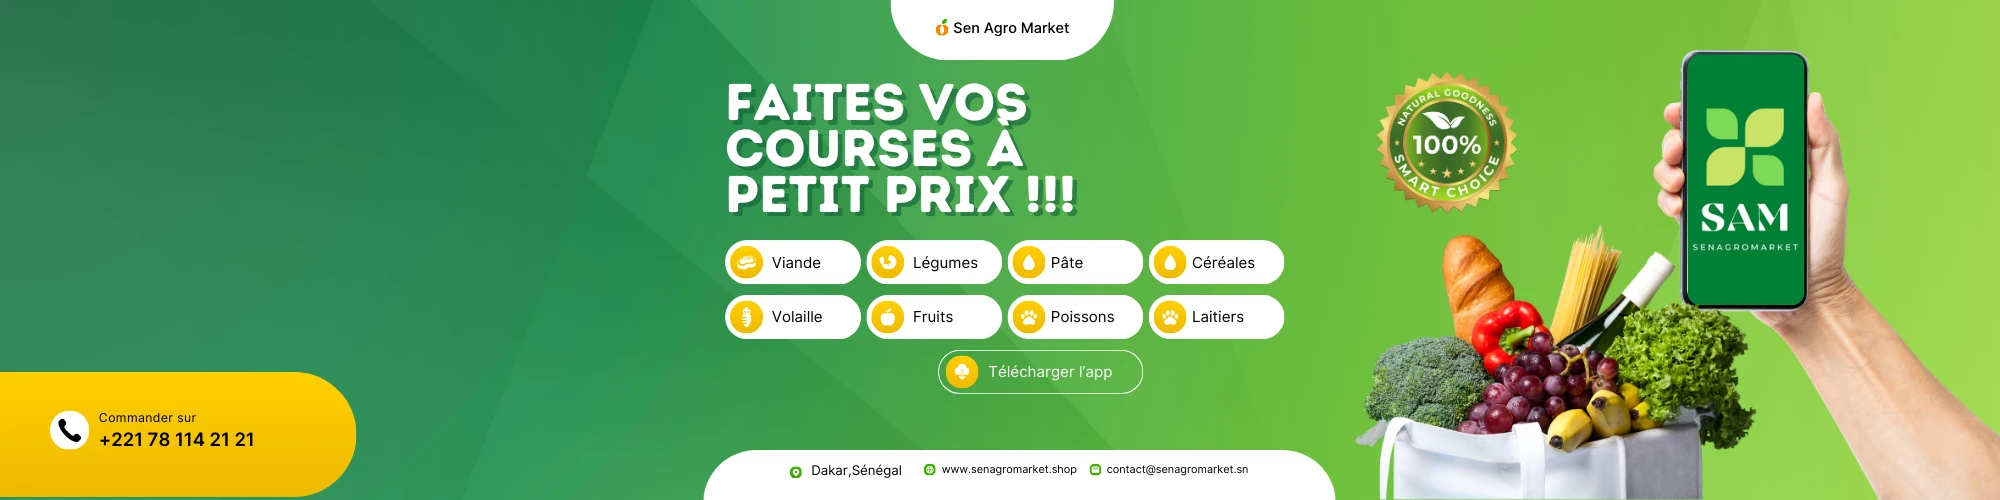 Sen Agro Market
FAITES VOS
COURSES À
PETIT PRIX !!!
Viande
Légumes
Pâte
Céréales
Volaille
Fruits
Poissons
Laitiers
Télécharger l'app
Commander sur
+221 78 114 21 21
Dakar,Sénégal
www.senagromarket.shop
contact@senagromarket.sn
NATURAL GOODNESS
100%
SMART CHOICE
SAM
SENAGROMARKET